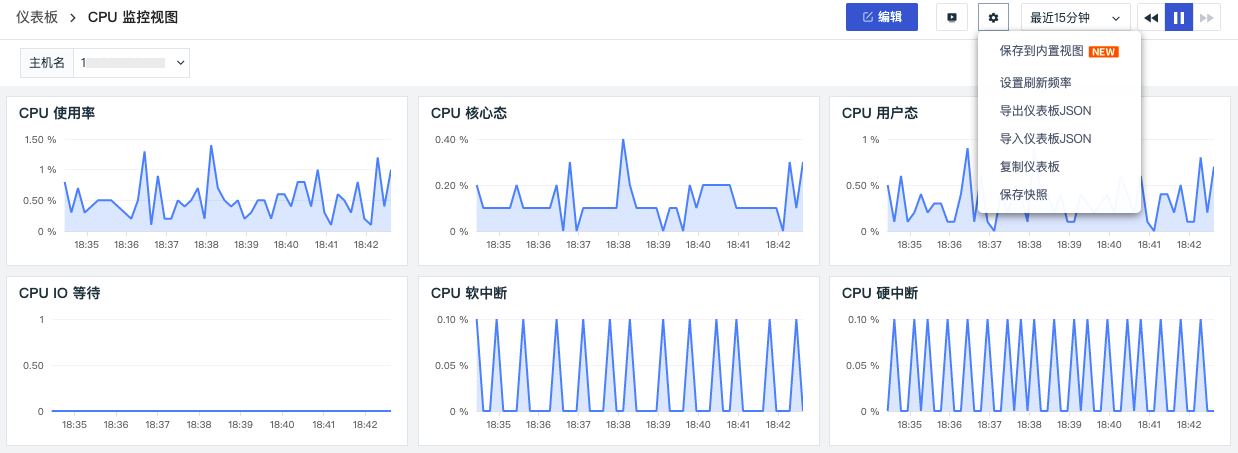 仪表板 > CPU 监控视图
编辑
最近15分钟
主机名 1
保存到内置视图 NEW
设置刷新频率
导出仪表板JSON
导入仪表板JSON
复制仪表板
保存快照
CPU 使用率
1.50 %
1 %
0.50 %
0 %
18:35 18:36 18:37 18:38 18:39 18:40 18:41 18:42
CPU 核心态
0.40 %
0.20 %
0 %
18:35 18:36 18:37 18:38 18:39 18:40 18:41 18:42
CPU 用户态
1 %
0.50 %
0 %
18:35 18:36 18:37 18:38 18:39 18:40 18:41 18:42
CPU IO 等待
1
0.50
0
18:35 18:36 18:37 18:38 18:39 18:40 18:41 18:42
CPU 软中断
0.10 %
0.05 %
0 %
18:35 18:36 18:37 18:38 18:39 18:40 18:41 18:42
CPU 硬中断
0.10 %
0.05 %
0 %
18:35 18:36 18:37 18:38 18:39 18:40 18:41 18:42